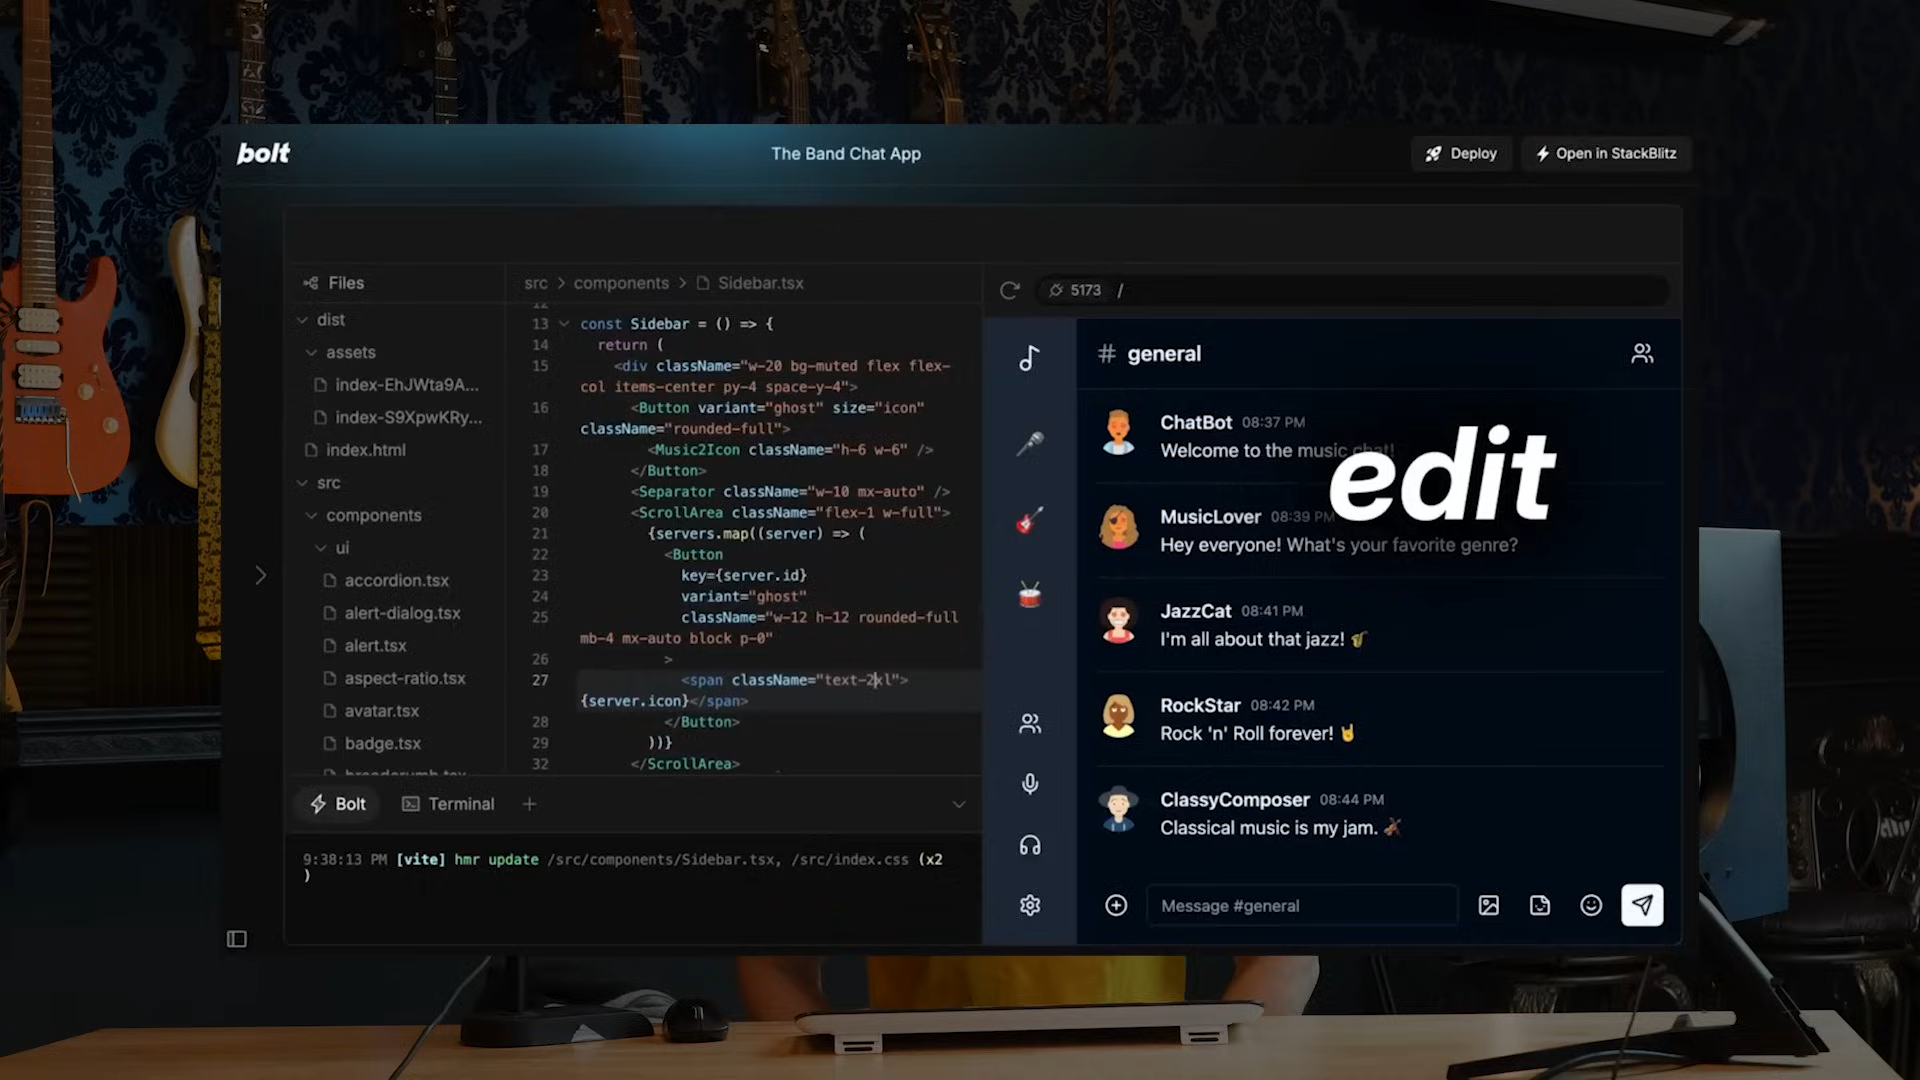 bolt
The Band Chat App
Deploy
Open in StackBlitz
Files
dist
assets
index-EhJWta9A...
index-S9XpwKRy...
index.html
src
components
ui
accordion.tsx
alert-dialog.tsx
alert.tsx
aspect-ratio.tsx
avatar.tsx
badge.tsx
breadcrumb.tsx
src > components > Sidebar.tsx
12
13 const Sidebar = () => {
14 return (
15 <div className="w-20 bg-muted flex flex-
col items-center py-4 space-y-4">
16 <Button variant="ghost" size="icon"
className="rounded-full">
17 <Music2Icon className="h-6 w-6" />
18 </Button>
19 <Separator className="w-10 mx-auto" />
20 <ScrollArea className="flex-1 w-full">
21 {servers.map((server) => (
22 <Button
23 key={server.id}
24 variant="ghost"
25 className="w-12 h-12 rounded-full
mb-4 mx-auto block p-0"
26 >
27 <span className="text-2xl">
{server.icon}</span>
28 </Button>
29 ))}
32 </ScrollArea>
Bolt
Terminal
9:38:13 PM [vite] hmr update /src/components/Sidebar.tsx, /src/index.css (x2
)
5173 /
# general
ChatBot 08:37 PM
Welcome to the music chat!
edit
MusicLover 08:39 PM
Hey everyone! What's your favorite genre?
JazzCat 08:41 PM
I'm all about that jazz! 🎷
RockStar 08:42 PM
Rock 'n' Roll forever! 🤘
ClassyComposer 08:44 PM
Classical music is my jam. 🎻
Message #general